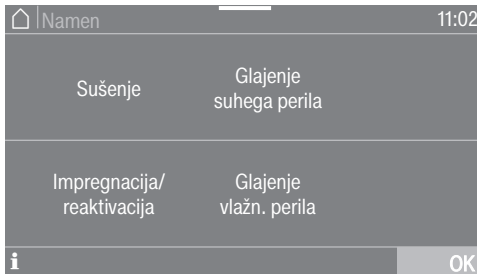 Namen
11:02
Sušenje
Glajenje
suhega perila
Impregnacija/
reaktivacija
Glajenje
vlažn. perila
i
OK